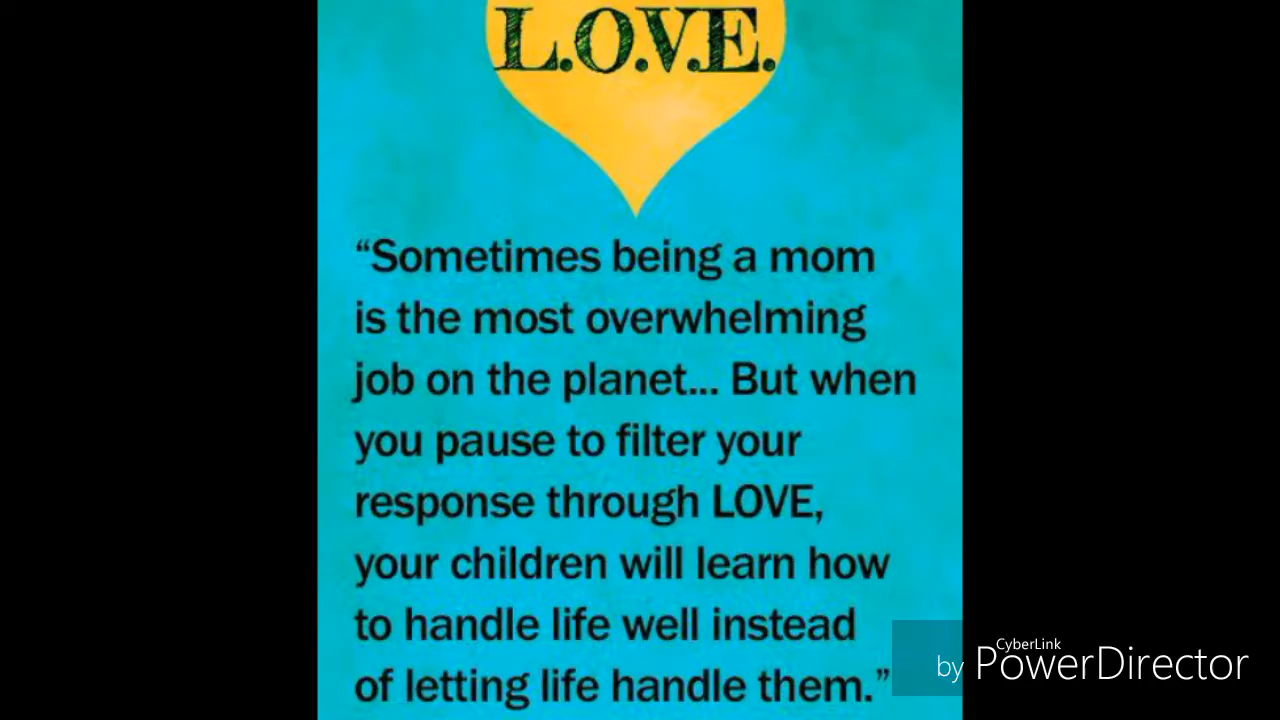 L.O.V.E.
“Sometimes being a mom
is the most overwhelming
job on the planet... But when
you pause to filter your
response through LOVE,
your children will learn how
to handle life well instead
of letting life handle them.”
CyberLink
by PowerDirector